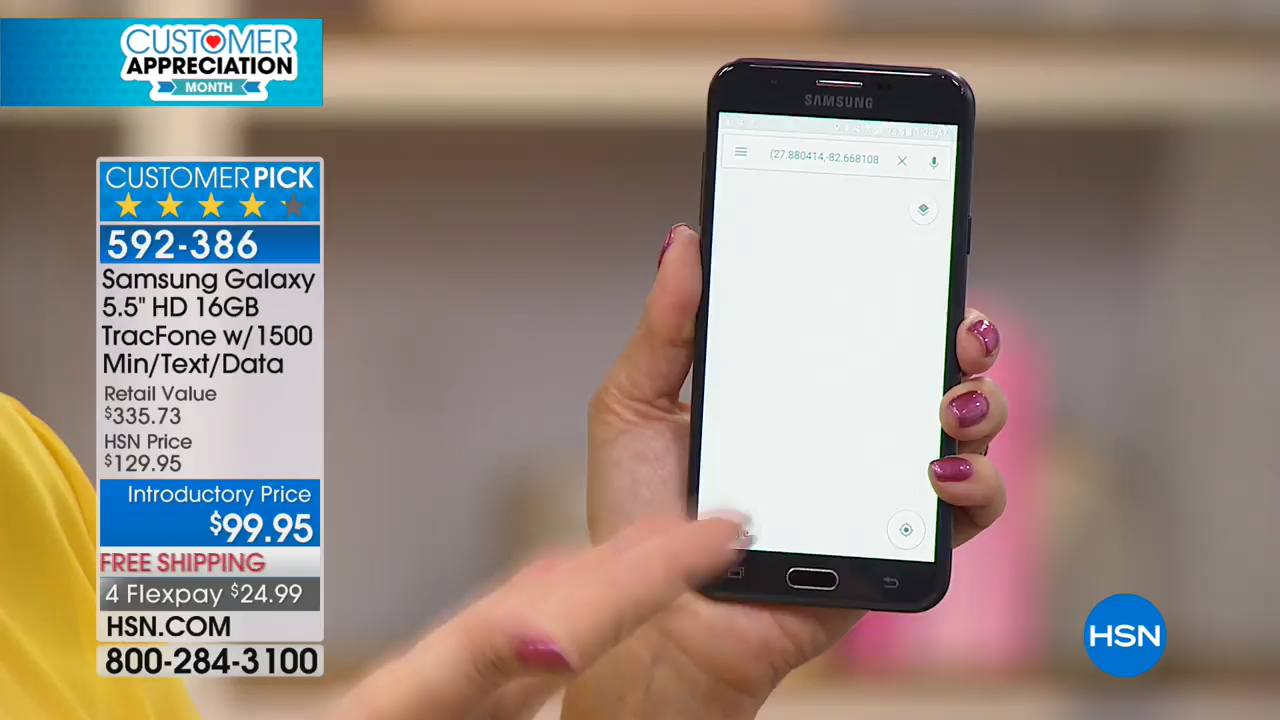 CUSTOMER
APPRECIATION
MONTH
CUSTOMER PICK
592-386
Samsung Galaxy
5.5" HD 16GB
TracFone w/1500
Min/Text/Data
Retail Value
$335.73
HSN Price
$129.95
Introductory Price
$99.95
FREE SHIPPING
4 Flexpay $24.99
HSN.COM
800-284-3100
SAMSUNG
(27.880414,-82.668108
HSN